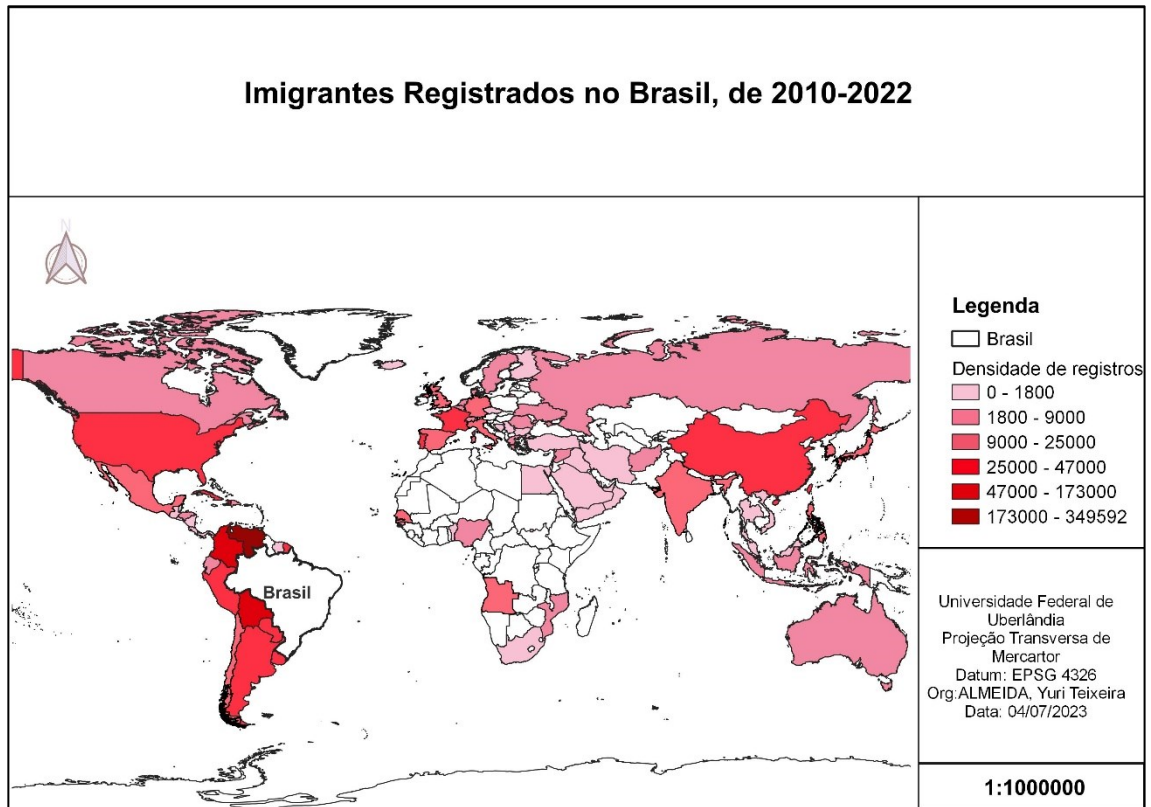 Imigrantes Registrados no Brasil, de 2010-2022
N
Brasil
Legenda
Brasil
Densidade de registros
0 - 1800
1800 - 9000
9000 - 25000
25000 - 47000
47000 - 173000
173000 - 349592
Universidade Federal de
Uberlândia
Projeção Transversa de
Mercartor
Datum: EPSG 4326
Org:ALMEIDA, Yuri Teixeira
Data: 04/07/2023
1:1000000